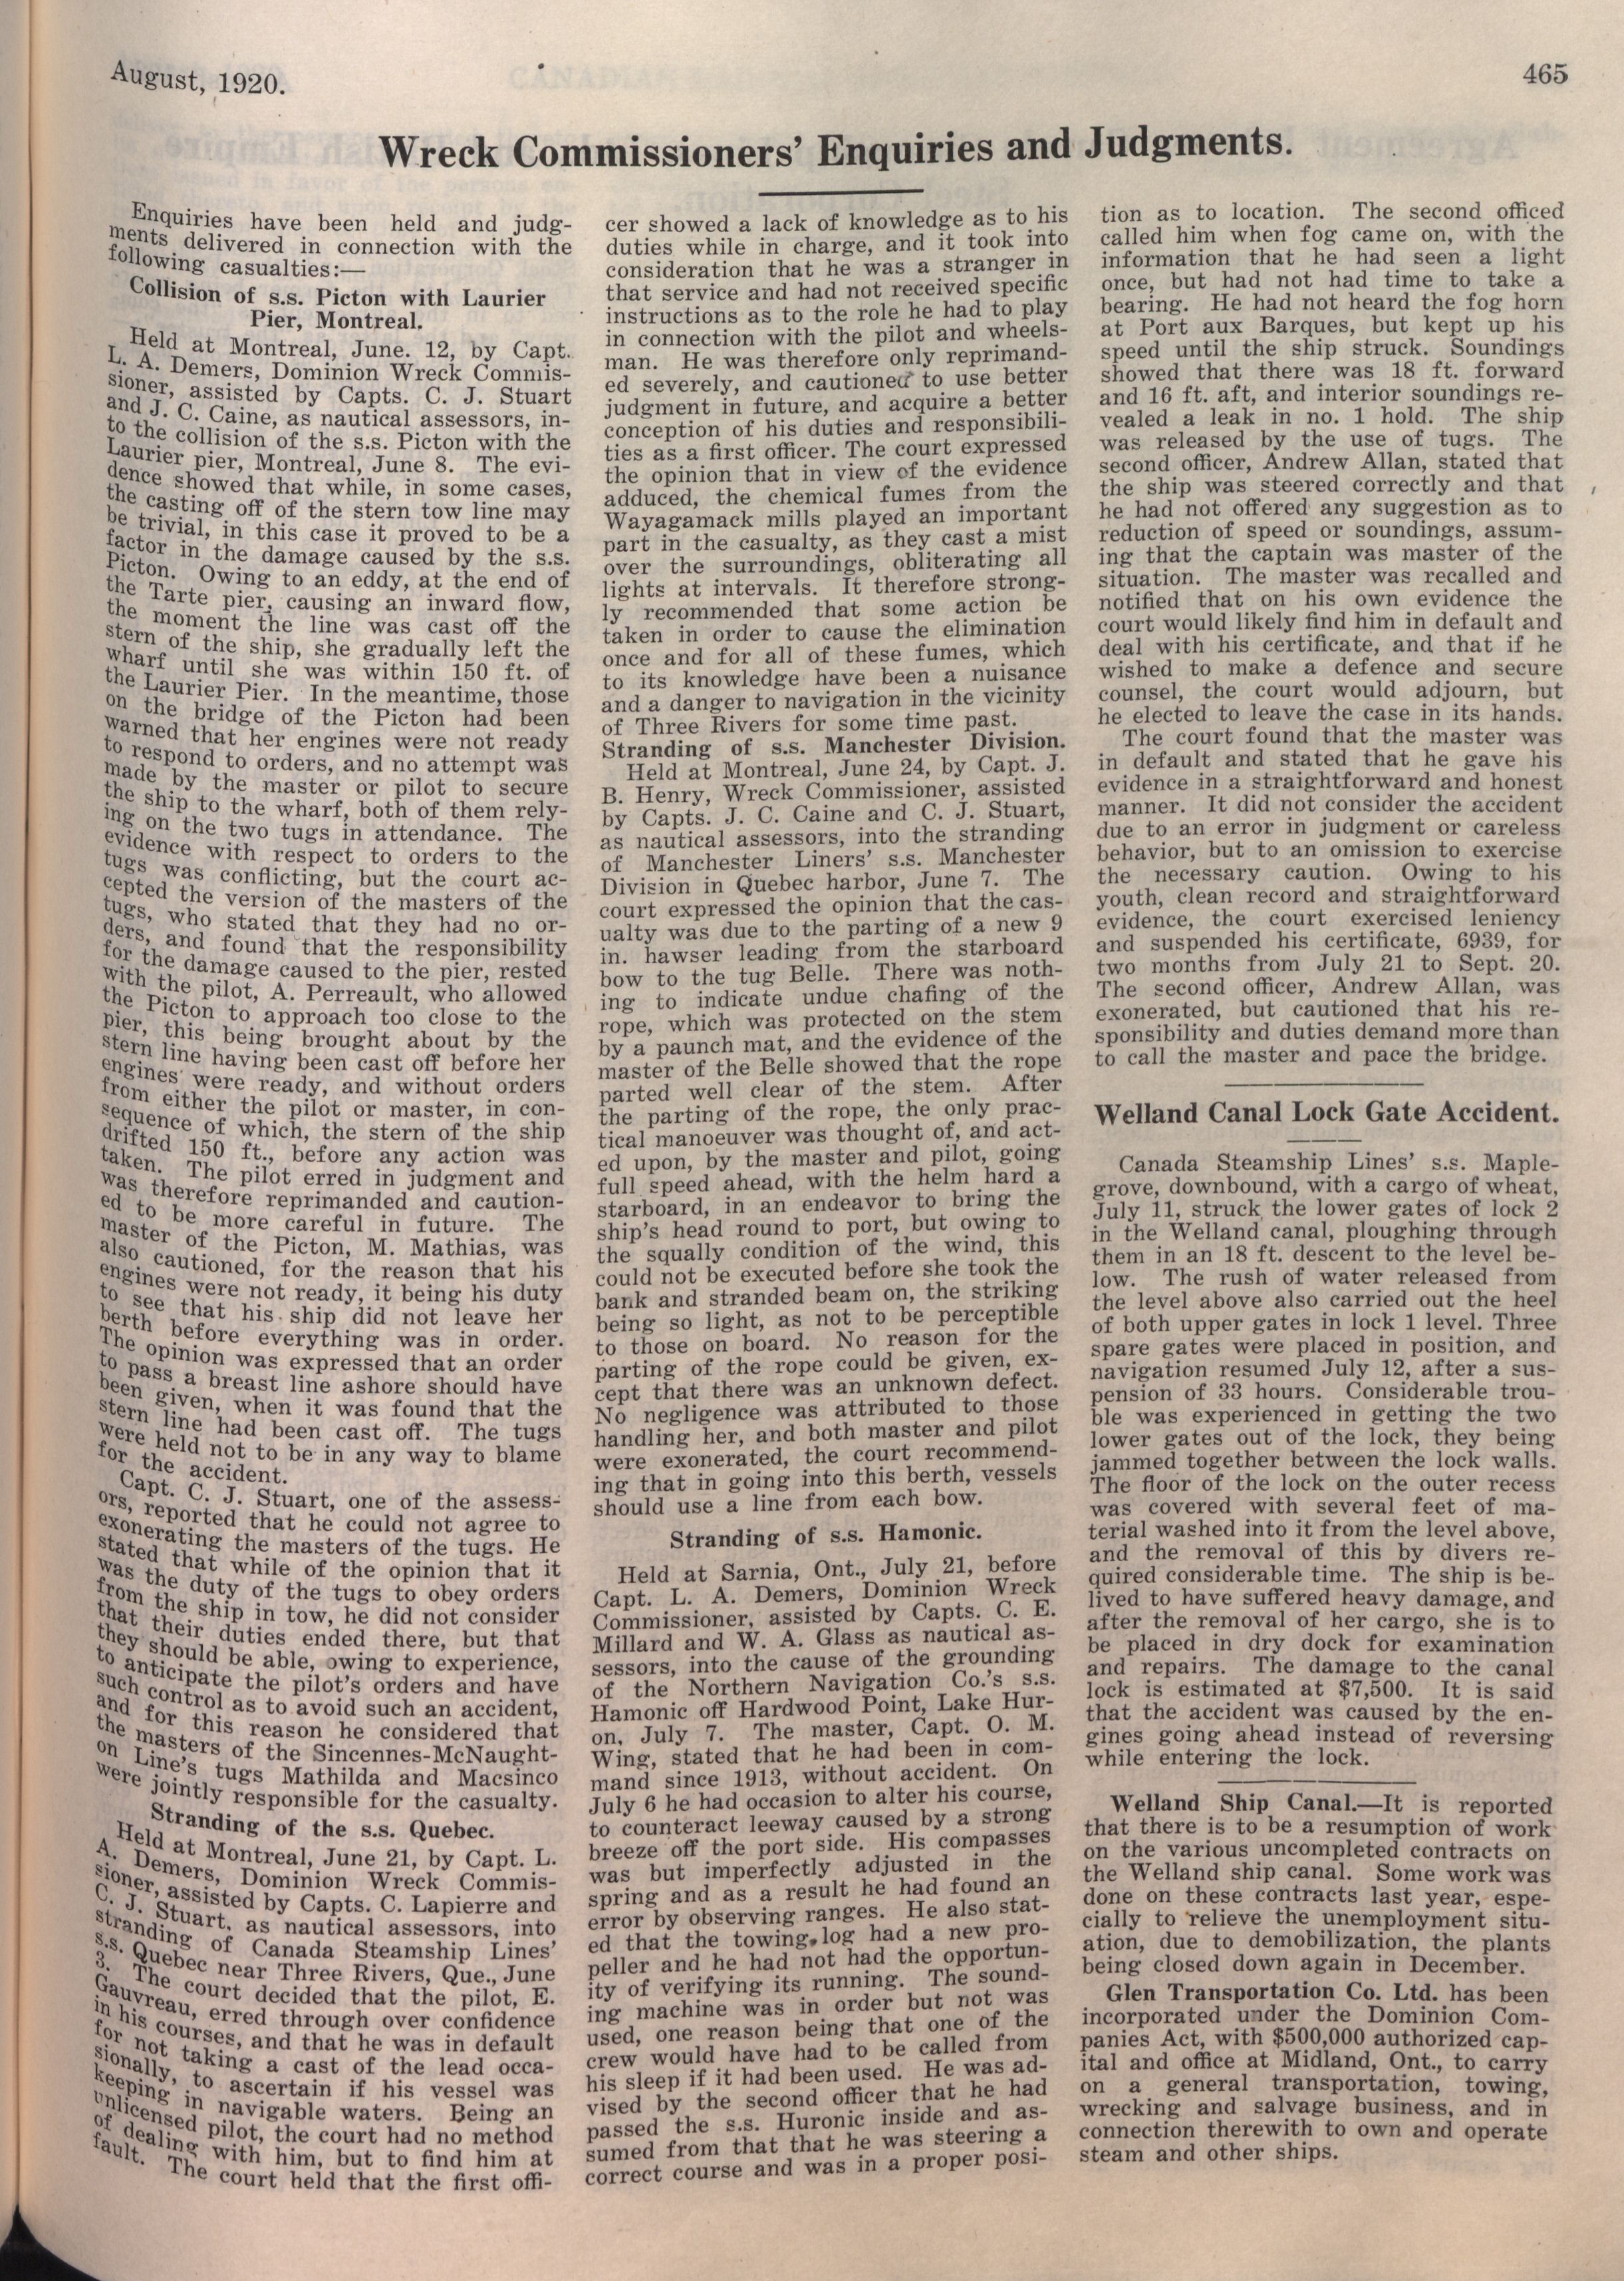 August, 1920.
465
Wreck Commissioners' Enquiries and Judgments.
Enquiries have been held and judg-
ments delivered in connection with the
following casualties:—
Collision of s.s. Picton with Laurier
Pier, Montreal.
Held at Montreal, June. 12, by Capt.
L. A. Demers, Dominion Wreck Commis-
sioner, assisted by Capts. C. J. Stuart
and J. C. Caine, as nautical assessors, in-
to the collision of the s.s. Picton with the
Laurier pier, Montreal, June 8. The evi-
dence showed that while, in some cases,
the casting off of the stern tow line may
be trivial, in this case it proved to be a
factor in the damage caused by the s.s.
Picton. Owing to an eddy, at the end of
the Tarte pier, causing an inward flow,
the moment the line was cast off the
stern of the ship, she gradually left the
wharf until she was within 150 ft. of
the Laurier Pier. In the meantime, those
on the bridge of the Picton had been
warned that her engines were not ready
to respond to orders, and no attempt was
made by the master or pilot to secure
the ship to the wharf, both of them rely-
ing on the two tugs in attendance. The
evidence with respect to orders to the
tugs was conflicting, but the court ac-
cepted the version of the masters of the
tugs, who stated that they had no or-
ders, and found that the responsibility
for the damage caused to the pier, rested
with the pilot, A. Perreault, who allowed
the Picton to approach too close to the
pier, this being brought about by the
stern line having been cast off before her
engines were ready, and without orders
from either the pilot or master, in con-
sequence of which, the stern of the ship
drifted 150 ft., before any action was
taken. The pilot erred in judgment and
was therefore reprimanded and caution-
ed to be more careful in future. The
master of the Picton, M. Mathias, was
also cautioned, for the reason that his
engines were not ready, it being his duty
to see that his ship did not leave her
berth before everything was in order.
The opinion was expressed that an order
to pass a breast line ashore should have
been given, when it was found that the
stern line had been cast off. The tugs
were held not to be in any way to blame
for the accident.
Capt. C. J. Stuart, one of the assess-
ors, reported that he could not agree to
exonerating the masters of the tugs. He
stated that while of the opinion that it
was the duty of the tugs to obey orders
from the ship in tow, he did not consider
that their duties ended there, but that
they should be able, owing to experience,
to anticipate the pilot's orders and have
such control as to avoid such an accident,
and for this reason he considered that
the masters of the Sincennes-McNaught-
on Line's tugs Mathilda and Macsinco
were jointly responsible for the casualty.
Stranding of the s.s. Quebec.
Held at Montreal, June 21, by Capt. L.
A. Demers, Dominion Wreck Commis-
sioner, assisted by Capts. C. Lapierre and
C. J. Stuart, as nautical assessors, into
stranding of Canada Steamship Lines'
s.s. Quebec near Three Rivers, Que., June
3. The court decided that the pilot, E.
Gauvreau, erred through over confidence
in his courses, and that he was in default
for not taking a cast of the lead occa-
sionally, to ascertain if his vessel was
keeping in navigable waters. Being an
unlicensed pilot, the court had no method
of dealing with him, but to find him at
fault. The court held that the first offi-
cer showed a lack of knowledge as to his
duties while in charge, and it took into
consideration that he was a stranger in
that service and had not received specific
instructions as to the role he had to play
in connection with the pilot and wheels-
man. He was therefore only reprimand-
ed severely, and cautioned to use better
judgment in future, and acquire a better
conception of his duties and responsibili-
ties as a first officer. The court expressed
the opinion that in view of the evidence
adduced, the chemical fumes from the
Wayagamack mills played an important
part in the casualty, as they cast a mist
over the surroundings, obliterating all
lights at intervals. It therefore strong-
ly recommended that some action be
taken in order to cause the elimination
once and for all of these fumes, which
to its knowledge have been a nuisance
and a danger to navigation in the vicinity
of Three Rivers for some time past.
Stranding of s.s. Manchester Division.
Held at Montreal, June 24, by Capt. J.
B. Henry, Wreck Commissioner, assisted
by Capts. J. C. Caine and C. J. Stuart,
as nautical assessors, into the stranding
of Manchester Liners' s.s. Manchester
Division in Quebec harbor, June 7. The
court expressed the opinion that the cas-
ualty was due to the parting of a new 9
in. hawser leading from the starboard
bow to the tug Belle. There was noth-
ing to indicate undue chafing of the
rope, which was protected on the stem
by a paunch mat, and the evidence of the
master of the Belle showed that the rope
parted well clear of the stem. After
the parting of the rope, the only prac-
tical manoeuver was thought of, and act-
ed upon, by the master and pilot, going
full speed ahead, with the helm hard a
starboard, in an endeavor to bring the
ship's head round to port, but owing to
the squally condition of the wind, this
could not be executed before she took the
bank and stranded beam on, the striking
being so light, as not to be perceptible
to those on board. No reason for the
parting of the rope could be given, ex-
cept that there was an unknown defect.
No negligence was attributed to those
handling her, and both master and pilot
were exonerated, the court recommend-
ing that in going into this berth, vessels
should use a line from each bow.
Stranding of s.s. Hamonic.
Held at Sarnia, Ont., July 21, before
Capt. L. A. Demers, Dominion Wreck
Commissioner, assisted by Capts. C. E.
Millard and W. A. Glass as nautical as-
sessors, into the cause of the grounding
of the Northern Navigation Co.'s s.s.
Hamonic off Hardwood Point, Lake Hur-
on, July 7. The master, Capt. O. M.
Wing, stated that he had been in com-
mand since 1913, without accident. On
July 6 he had occasion to alter his course,
to counteract leeway caused by a strong
breeze off the port side. His compasses
was but imperfectly adjusted in the
spring and as a result he had found an
error by observing ranges. He also stat-
ed that the towing log had a new pro-
peller and he had not had the opportun-
ity of verifying its running. The sound-
ing machine was in order but not was
used, one reason being that one of the
crew would have had to be called from
his sleep if it had been used. He was ad-
vised by the second officer that he had
passed the s.s. Huronic inside and as-
sumed from that that he was steering a
correct course and was in a proper posi-
tion as to location. The second officed
called him when fog came on, with the
information that he had seen a light
once, but had not had time to take a
bearing. He had not heard the fog horn
at Port aux Barques, but kept up his
speed until the ship struck. Soundings
showed that there was 18 ft. forward
and 16 ft. aft, and interior soundings re-
vealed a leak in no. 1 hold. The ship
was released by the use of tugs. The
second officer, Andrew Allan, stated that
the ship was steered correctly and that
he had not offered any suggestion as to
reduction of speed or soundings, assum-
ing that the captain was master of the
situation. The master was recalled and
notified that on his own evidence the
court would likely find him in default and
deal with his certificate, and that if he
wished to make a defence and secure
counsel, the court would adjourn, but
he elected to leave the case in its hands.
The court found that the master was
in default and stated that he gave his
evidence in a straightforward and honest
manner. It did not consider the accident
due to an error in judgment or careless
behavior, but to an omission to exercise
the necessary caution. Owing to his
youth, clean record and straightforward
evidence, the court exercised leniency
and suspended his certificate, 6939, for
two months from July 21 to Sept. 20.
The second officer, Andrew Allan, was
exonerated, but cautioned that his re-
sponsibility and duties demand more than
to call the master and pace the bridge.
Welland Canal Lock Gate Accident.
Canada Steamship Lines' s.s. Maple-
grove, downbound, with a cargo of wheat,
July 11, struck the lower gates of lock 2
in the Welland canal, ploughing through
them in an 18 ft. descent to the level be-
low. The rush of water released from
the level above also carried out the heel
of both upper gates in lock 1 level. Three
spare gates were placed in position, and
navigation resumed July 12, after a sus-
pension of 33 hours. Considerable trou-
ble was experienced in getting the two
lower gates out of the lock, they being
jammed together between the lock walls.
The floor of the lock on the outer recess
was covered with several feet of ma-
terial washed into it from the level above,
and the removal of this by divers re-
quired considerable time. The ship is be-
lived to have suffered heavy damage, and
after the removal of her cargo, she is to
be placed in dry dock for examination
and repairs. The damage to the canal
lock is estimated at $7,500. It is said
that the accident was caused by the en-
gines going ahead instead of reversing
while entering the lock.
Welland Ship Canal.—It is reported
that there is to be a resumption of work
on the various uncompleted contracts on
the Welland ship canal. Some work was
done on these contracts last year, espe-
cially to relieve the unemployment situ-
ation, due to demobilization, the plants
being closed down again in December.
Glen Transportation Co. Ltd. has been
incorporated under the Dominion Com-
panies Act, with $500,000 authorized cap-
ital and office at Midland, Ont., to carry
on a general transportation, towing,
wrecking and salvage business, and in
connection therewith to own and operate
steam and other ships.